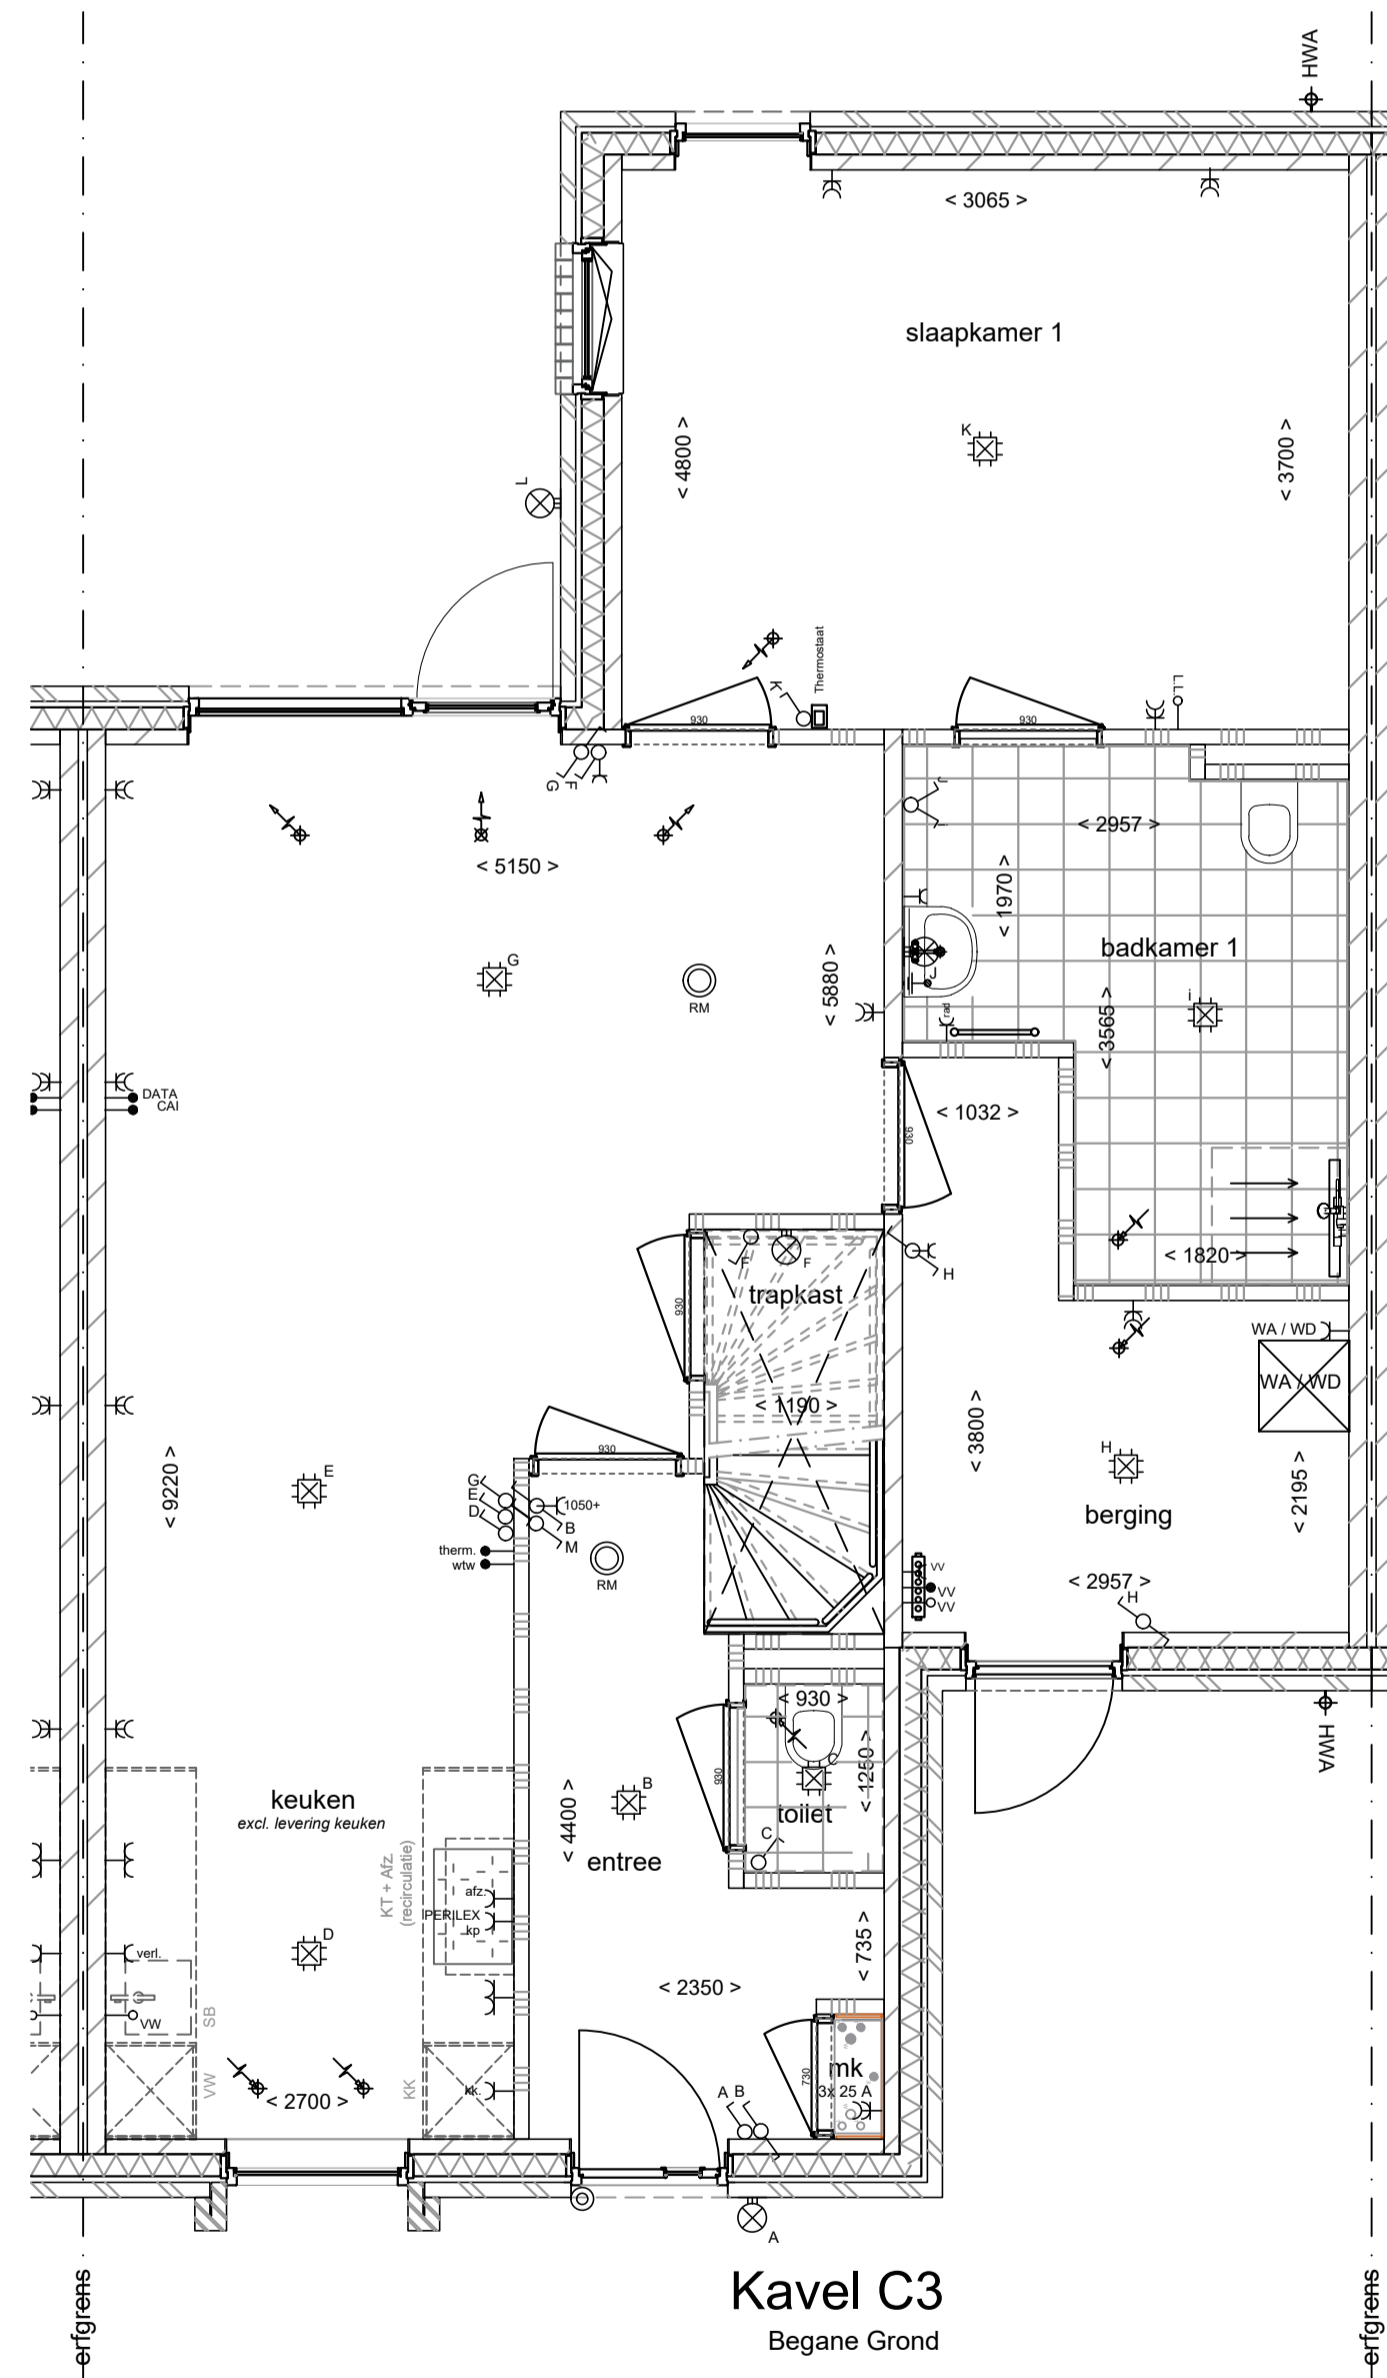 HWA
< 3065 >
slaapkamer 1
K
< 4800 >
< 3700 >
L
Thermostaat
K
L.I.
930
930
G
F
J
i
< 2957 >
< 5150 >
< 1970 >
badkamer 1
G
RM
< 5880 >
J
rad
i
< 3565 >
DATA
CAI
930
< 1032 >
H
< 1820 >
F
F
trapkast
930
WA / WD
WA / WD
< 1190 >
< 3800 >
930
H
berging
< 2195 >
< 9220 >
E
G
E
D
1050+
B
M
therm.
wtw
RM
VV
VV
VV
< 2957 >
H
< 930 >
HWA
930
C
< 1250 >
toilet
C
keuken
excl. levering keuken
< 4400 >
B
entree
KT + Afz.
(recirculatie)
afz.
PERILEX
kp
D
verl.
< 735 >
< 2350 >
VW
SB
VW
KK
kk.
< 2700 >
730
mk
3x 25 A
A B
A
Kavel C3
Begane Grond
erfgrens
erfgrens